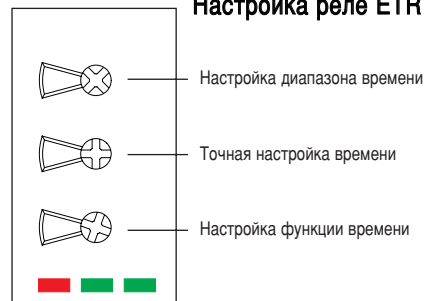 Настройка реле ETR
Настройка диапазона времени
Точная настройка времени
Настройка функции времени